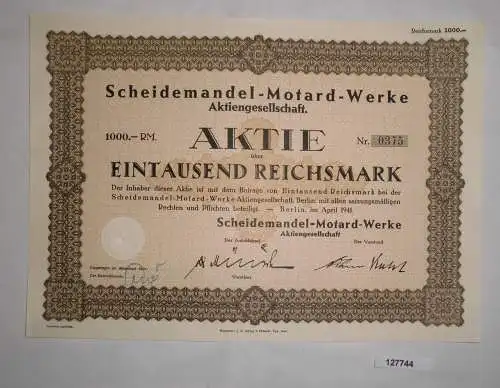 Reichsmark 1000.—
Scheidemandel-Motard-Werke
Aktiengesellschaft.
1000.— RM. AKTIE Nr. 0375
über
EINTAUSEND REICHSMARK
Der Inhaber dieser Aktie ist mit dem Betrage von Eintausend Reichsmark bei der
Scheidemandel-Motard-Werke Aktiengesellschaft, Berlin, mit allen satzungsmäßigen
Rechten und Pflichten beteiligt. — Berlin, im April 1941
Scheidemandel-Motard-Werke
Aktiengesellschaft
Der Aufsichtsrat Der Vorstand
Vorsitzer
127744